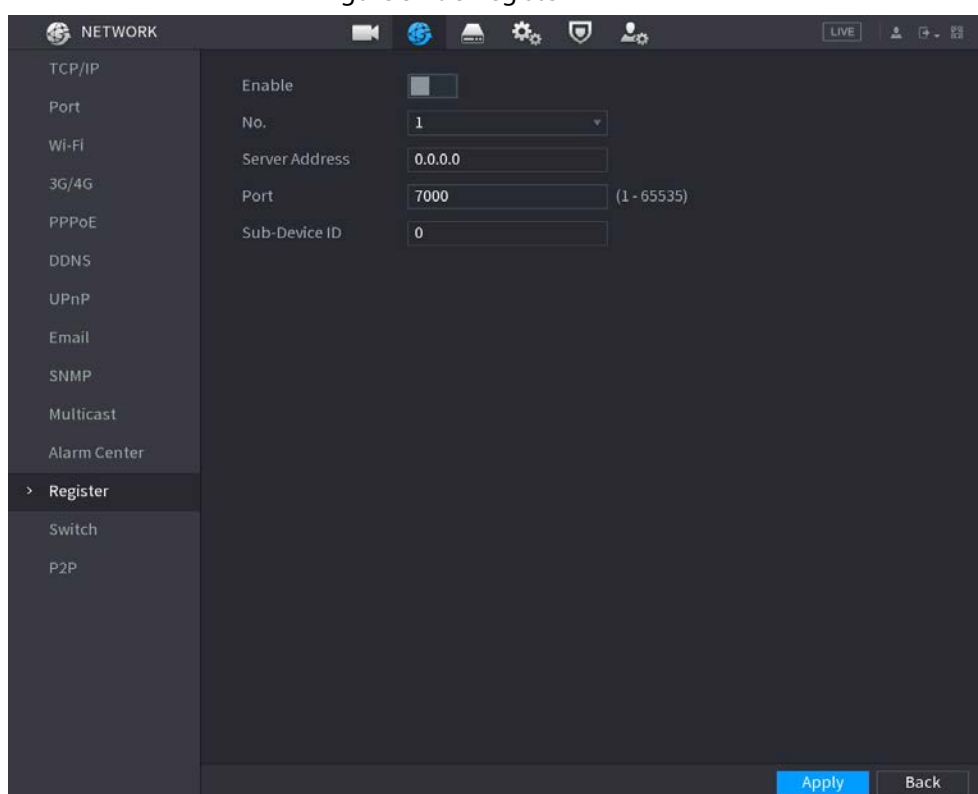 NETWORK
LIVE
TCP/IP
Port
Wi-Fi
3G/4G
PPPoE
DDNS
UPnP
Email
SNMP
Multicast
Alarm Center
> Register
Switch
P2P
Enable
No. 1
Server Address 0.0.0.0
Port 7000 (1 - 65535)
Sub-Device ID 0
Apply Back